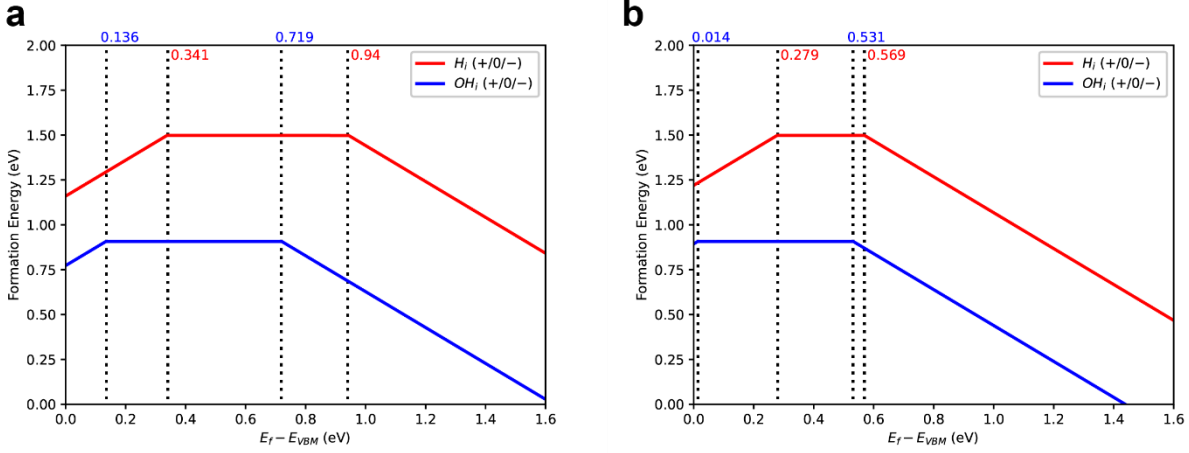 a
0.136
0.719
0.341
0.94
2.00
1.75
1.50
1.25
1.00
0.75
0.50
0.25
0.00
Formation Energy (eV)
H_i (+/0/−)
OH_i (+/0/−)
0.0 0.2 0.4 0.6 0.8 1.0 1.2 1.4 1.6
E_f − E_VBM (eV)
b
0.014
0.531
0.279
0.569
2.00
1.75
1.50
1.25
1.00
0.75
0.50
0.25
0.00
Formation Energy (eV)
H_i (+/0/−)
OH_i (+/0/−)
0.0 0.2 0.4 0.6 0.8 1.0 1.2 1.4 1.6
E_f − E_VBM (eV)